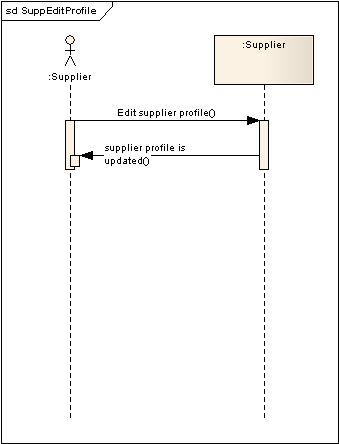 sd SuppEditProfile
:Supplier
:Supplier
Edit supplier profile()
supplier profile is
updated()